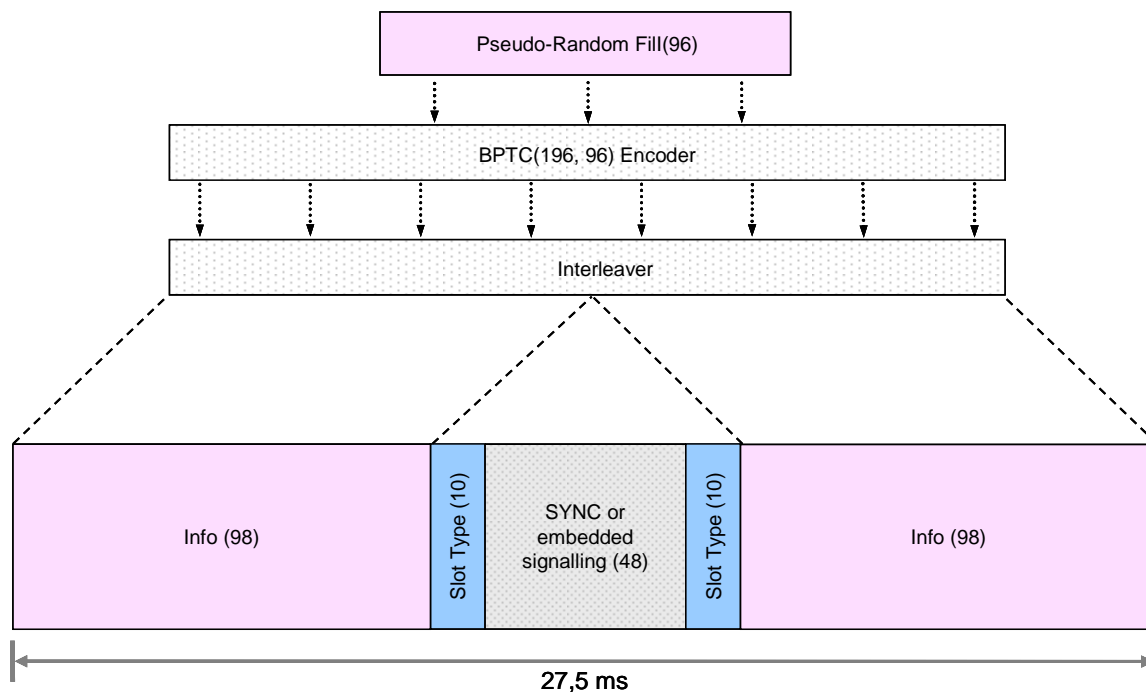 Pseudo-Random Fill(96)
BPTC(196, 96) Encoder
Interleaver
Info (98)
Slot Type (10)
SYNC or
embedded
signalling (48)
Slot Type (10)
Info (98)
27,5 ms